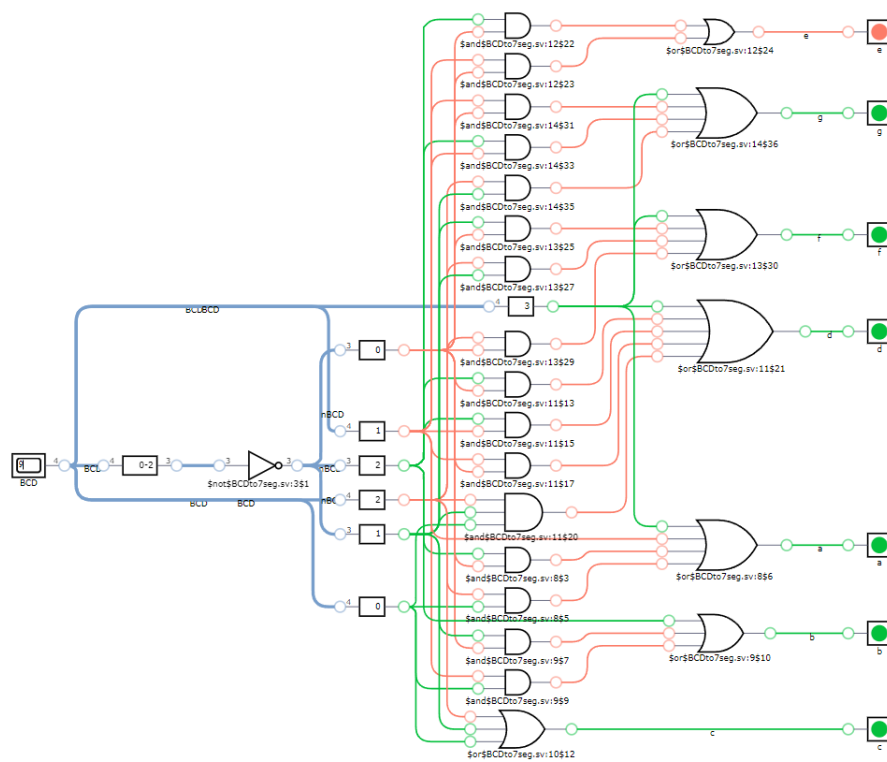 $and$BCDto7seg.sv:12$22
e
$or$BCDto7seg.sv:12$24
e
$and$BCDto7seg.sv:12$23
$and$BCDto7seg.sv:14$31
g
g
$or$BCDto7seg.sv:14$36
$and$BCDto7seg.sv:14$33
$and$BCDto7seg.sv:14$35
$and$BCDto7seg.sv:13$25
f
f
$or$BCDto7seg.sv:13$30
$and$BCDto7seg.sv:13$27
4
3
BCD
BCD
3
0
$and$BCDto7seg.sv:13$29
d
d
$or$BCDto7seg.sv:11$21
$and$BCDto7seg.sv:11$13
nBCD
4
1
$and$BCDto7seg.sv:11$15
9
4
BCD
4
0-2
3
3
3
3
2
$and$BCDto7seg.sv:11$17
BCD
$not$BCDto7seg.sv:3$1
4
2
BCD
BCD
3
1
$and$BCDto7seg.sv:11$20
a
a
$or$BCDto7seg.sv:8$6
$and$BCDto7seg.sv:8$3
4
0
$and$BCDto7seg.sv:8$5
b
b
$or$BCDto7seg.sv:9$10
$and$BCDto7seg.sv:9$7
$and$BCDto7seg.sv:9$9
c
c
$or$BCDto7seg.sv:10$12